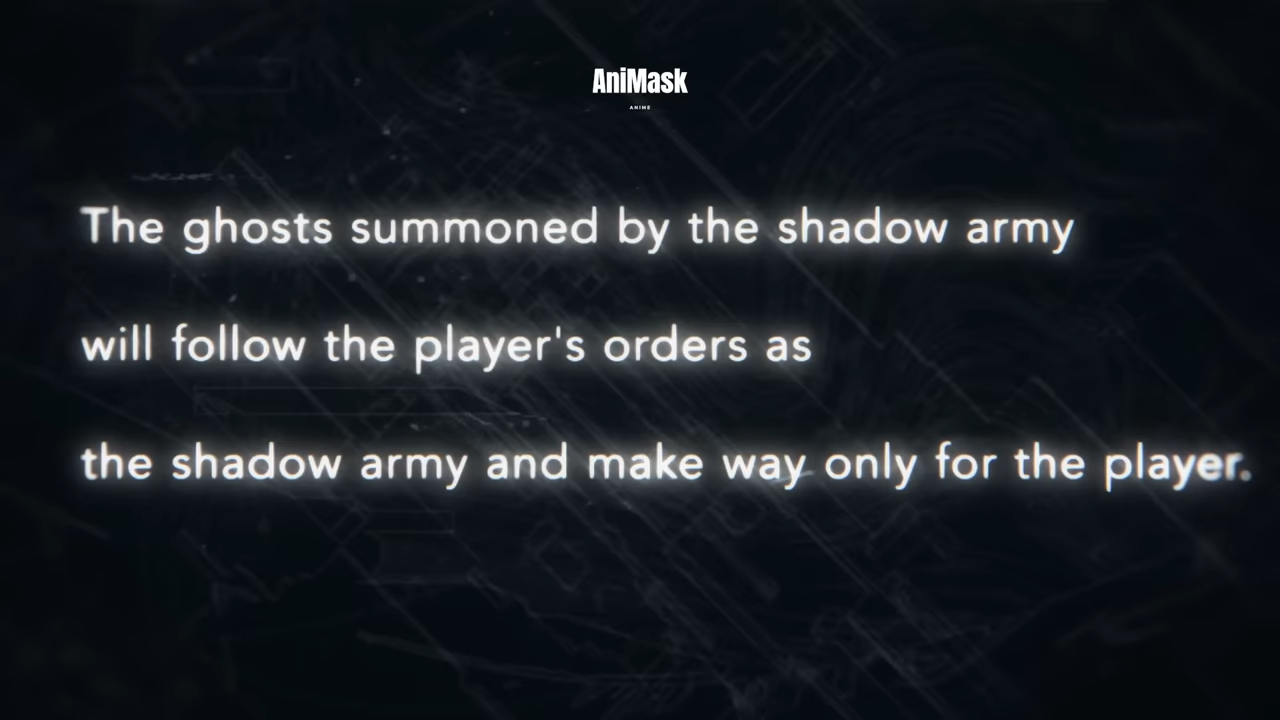 AniMask
ANIME
The ghosts summoned by the shadow army
will follow the player's orders as
the shadow army and make way only for the player.